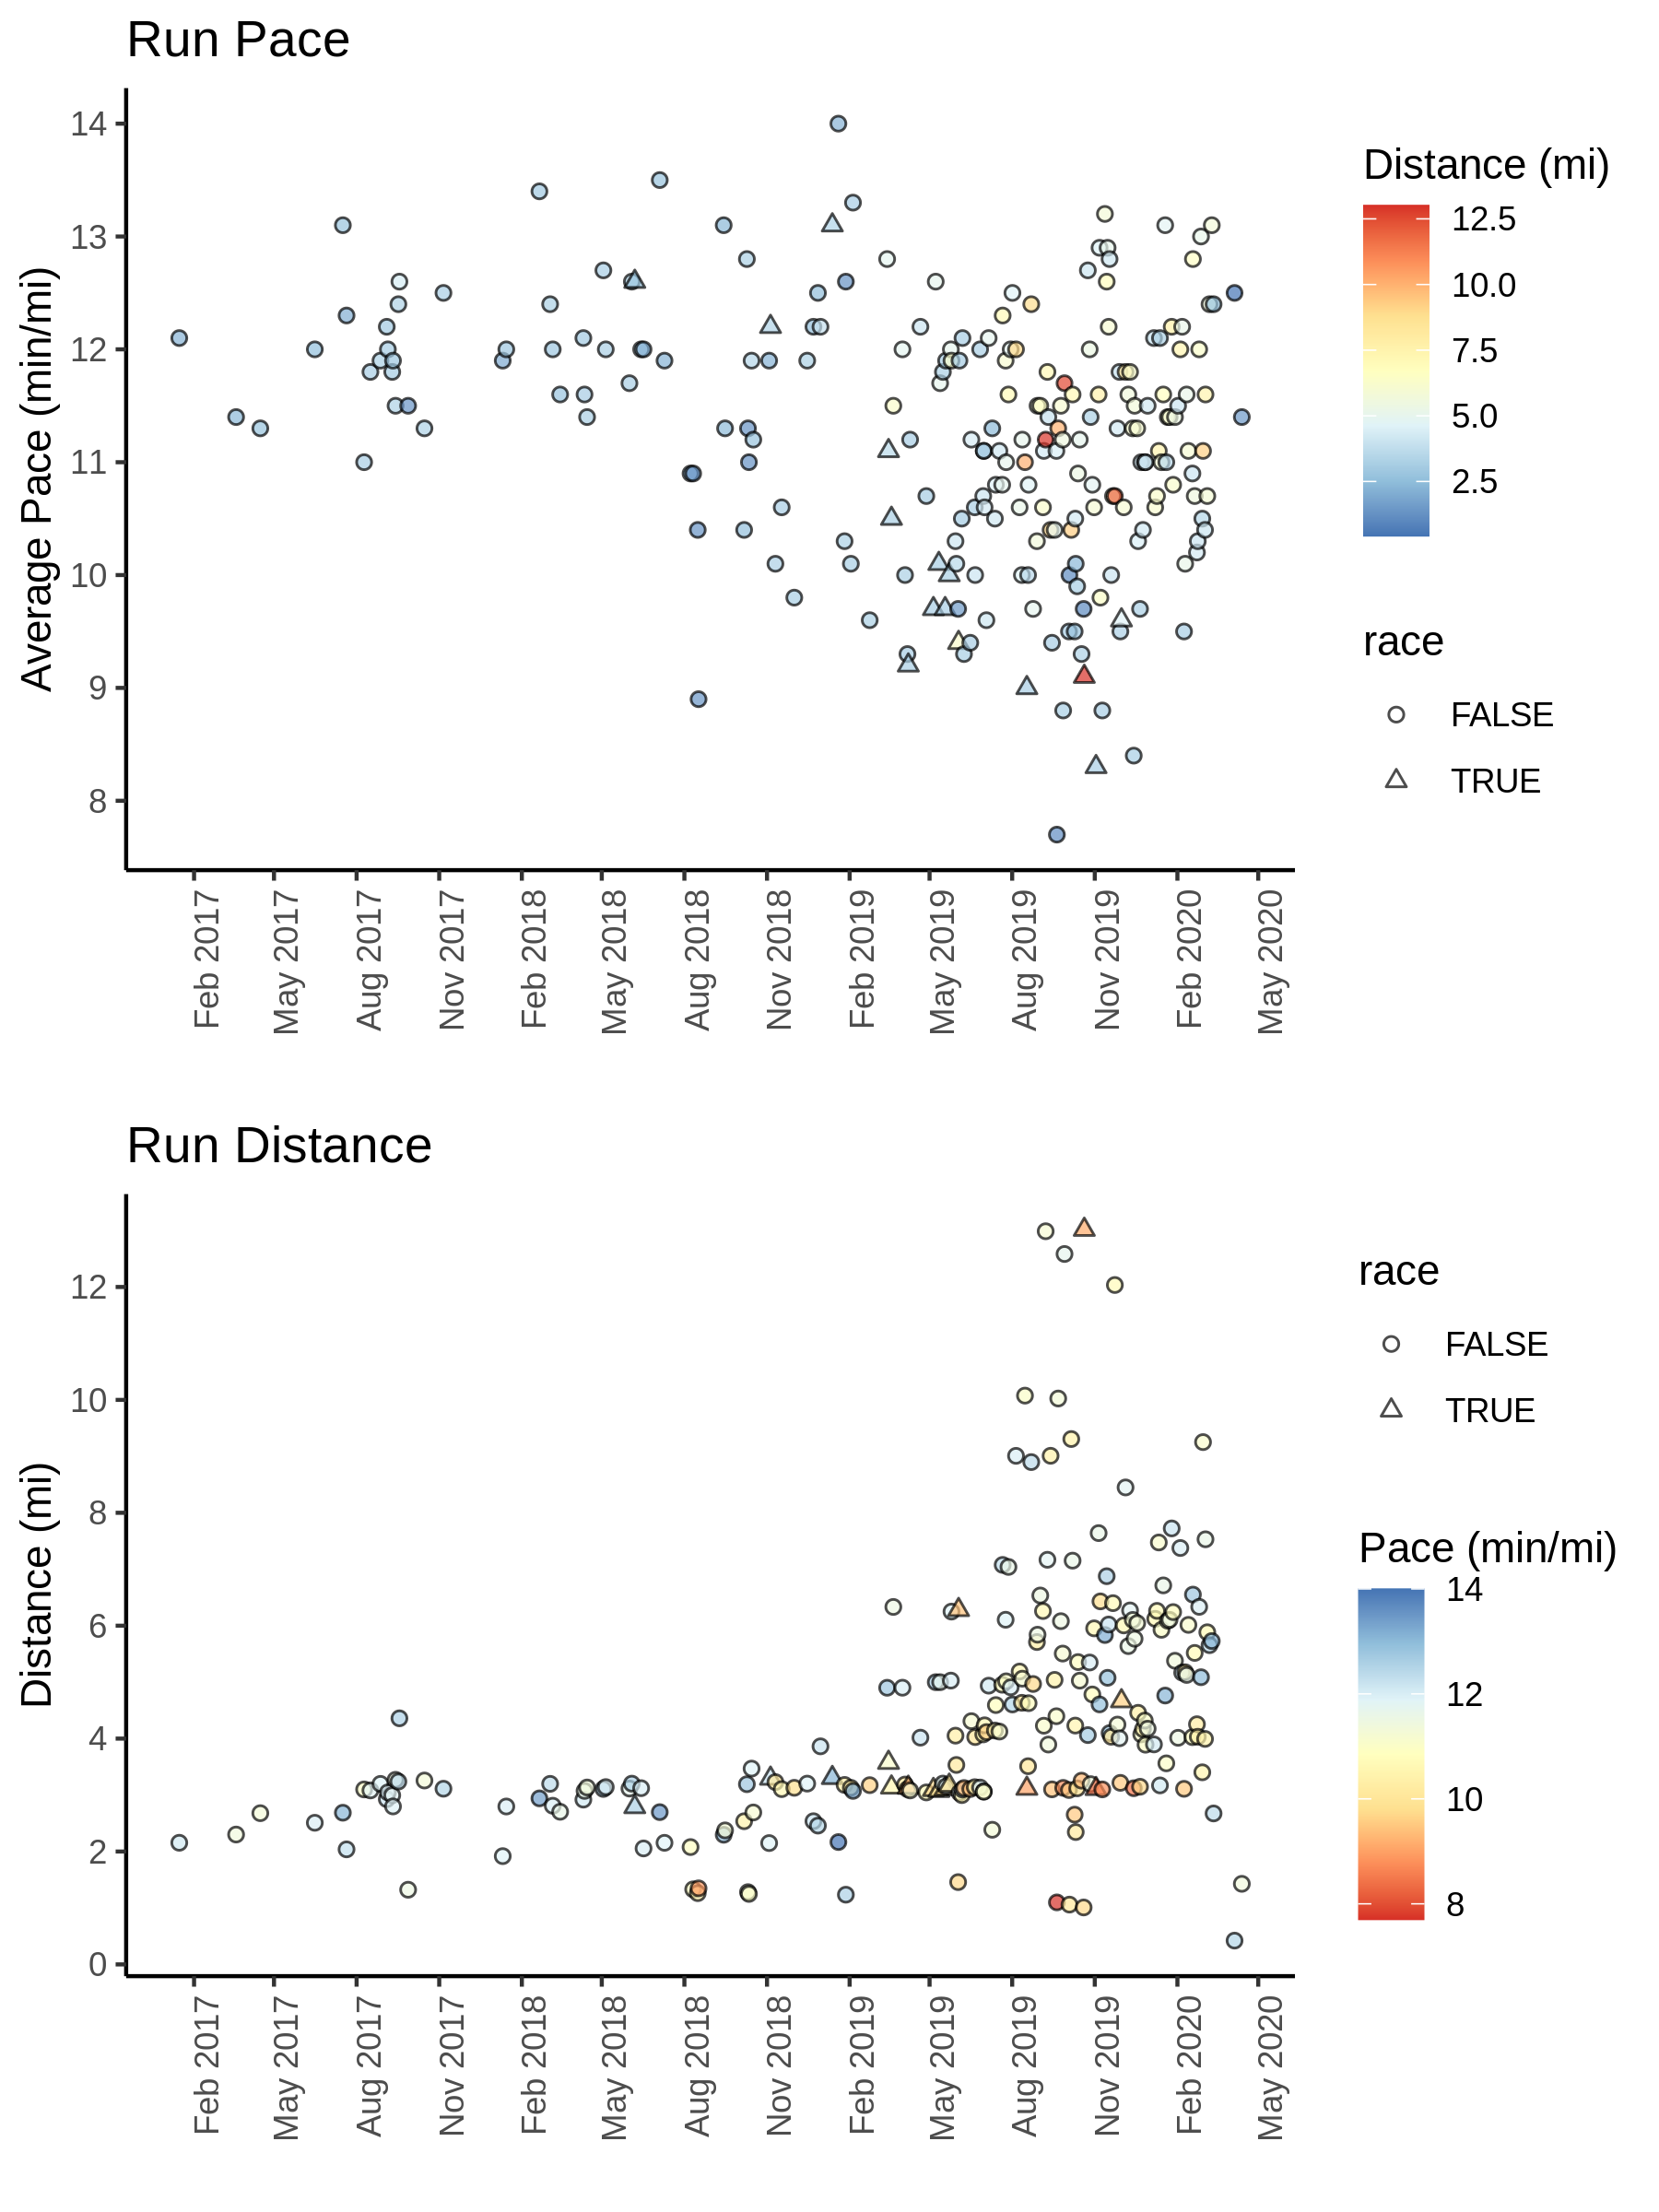 Run Pace
Average Pace (min/mi)
14
13
12
11
10
9
8
Feb 2017
May 2017
Aug 2017
Nov 2017
Feb 2018
May 2018
Aug 2018
Nov 2018
Feb 2019
May 2019
Aug 2019
Nov 2019
Feb 2020
May 2020
Distance (mi)
12.5
10.0
7.5
5.0
2.5
race
FALSE
TRUE
Run Distance
Distance (mi)
12
10
8
6
4
2
0
Feb 2017
May 2017
Aug 2017
Nov 2017
Feb 2018
May 2018
Aug 2018
Nov 2018
Feb 2019
May 2019
Aug 2019
Nov 2019
Feb 2020
May 2020
race
FALSE
TRUE
Pace (min/mi)
14
12
10
8